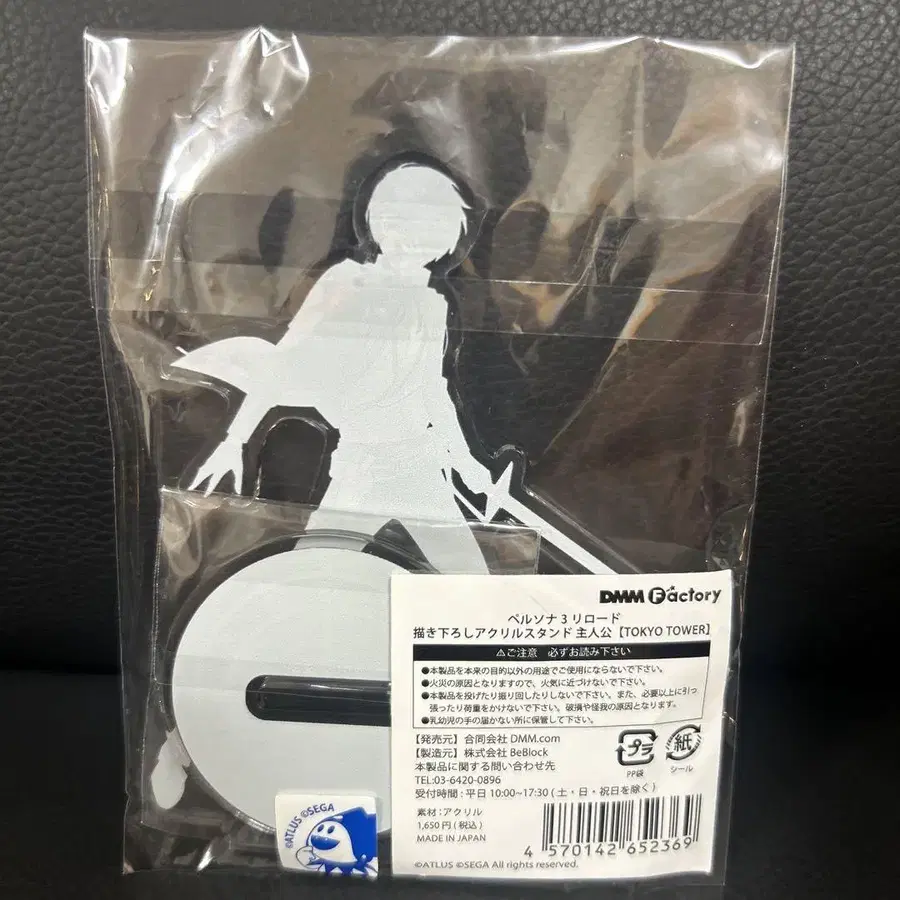 DMM Factory
ペルソナ3 リロード
描き下ろしアクリルスタンド 主人公【TOKYO TOWER】
⚠ご注意 必ずお読み下さい
●本製品を本来の目的以外の用途でご使用にならないで下さい。
●火災の原因となりますので、火気に近づけないで下さい。
●本製品を投げたり振り回したりしないで下さい。また、必要以上に引っ
張ったり荷重をかけないで下さい。破損や怪我の原因となります。
●乳幼児の手の届かない所に保管して下さい。
【発売元】合同会社 DMM.com
【製造元】株式会社 BeBlock
本製品に関する問い合わせ先
TEL:03-6420-0896
受付時間：平日 10:00~17:30 (土・日・祝日を除く)
プラ
PP袋
紙
シール
素材：アクリル
1,650円(税込)
MADE IN JAPAN
4 570142 652369
©ATLUS ©SEGA All rights reserved.
©ATLUS ©SEGA